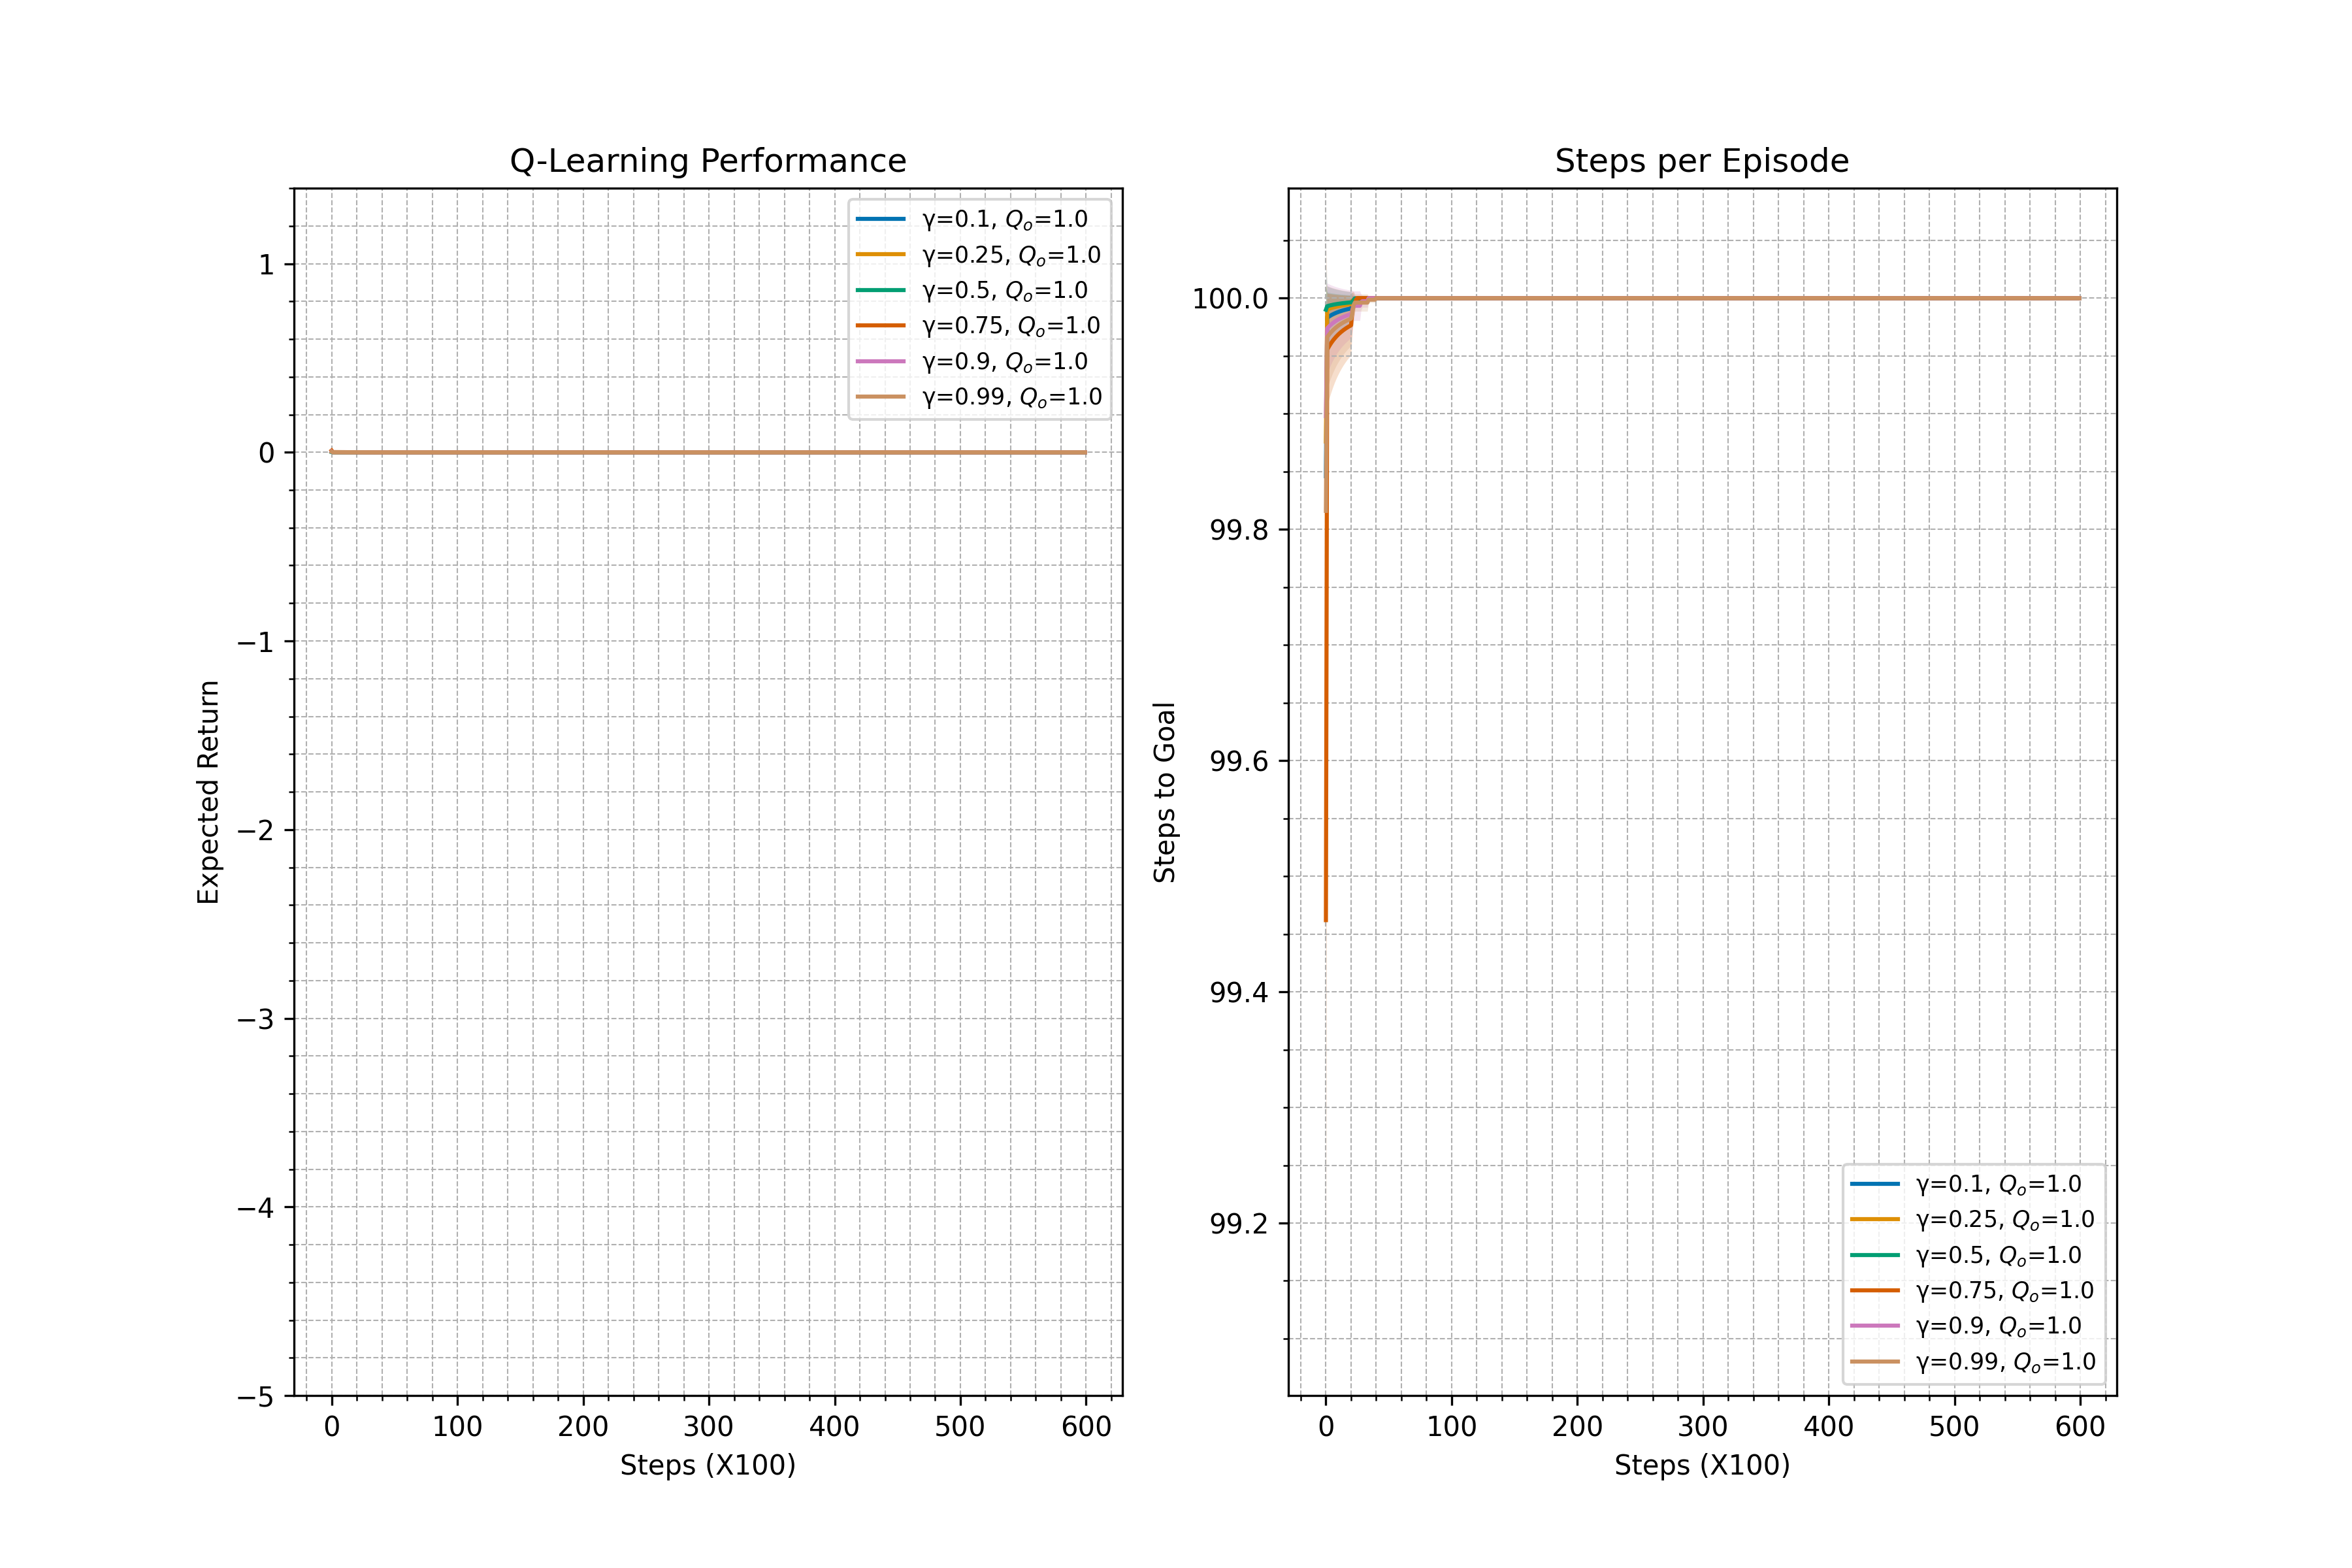 Q-Learning Performance
1
0
−1
−2
−3
−4
−5
Expected Return
0 100 200 300 400 500 600
Steps (X100)
γ=0.1, Qo=1.0
γ=0.25, Qo=1.0
γ=0.5, Qo=1.0
γ=0.75, Qo=1.0
γ=0.9, Qo=1.0
γ=0.99, Qo=1.0
Steps per Episode
100.0
99.8
99.6
99.4
99.2
Steps to Goal
0 100 200 300 400 500 600
Steps (X100)
γ=0.1, Qo=1.0
γ=0.25, Qo=1.0
γ=0.5, Qo=1.0
γ=0.75, Qo=1.0
γ=0.9, Qo=1.0
γ=0.99, Qo=1.0